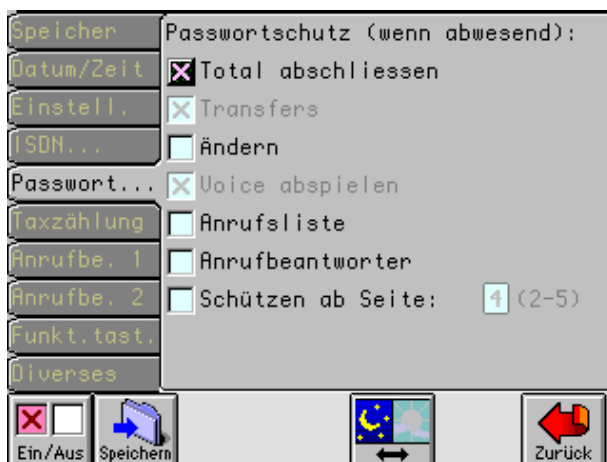 Speicher
Datum/Zeit
Einstell.
ISDN...
Passwort...
Taxzählung
Anrufbe. 1
Anrufbe. 2
Funkt.tast.
Diverses
Passwortschutz (wenn abwesend):
Total abschliessen
Transfers
Ändern
Voice abspielen
Anrufsliste
Anrufbeantworter
Schützen ab Seite: 4 (2-5)
Ein/Aus
Speichern
Zurück